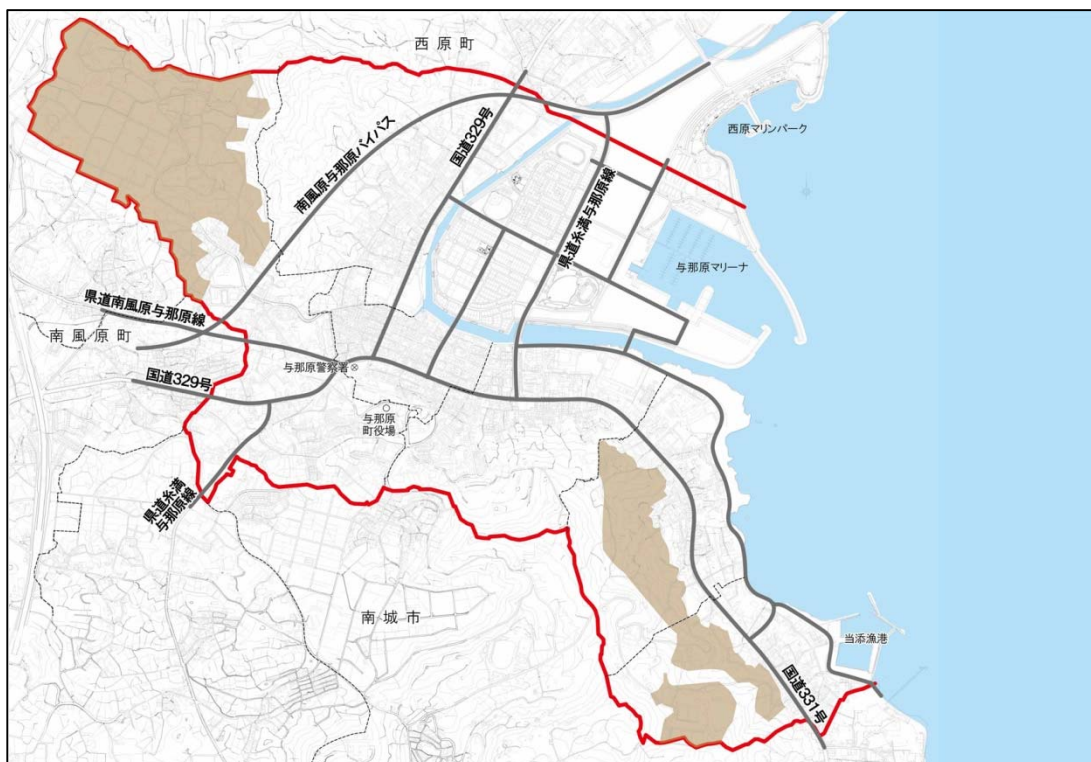 西原町
西原マリンパーク
国道329号
南風原与那原バイパス
県道糸満与那原線
与那原マリーナ
県道南風原与那原線
南風原町
与那原警察署
国道329号
与那原
町役場
県道糸満
与那原線
南城市
当添漁港
国道331号